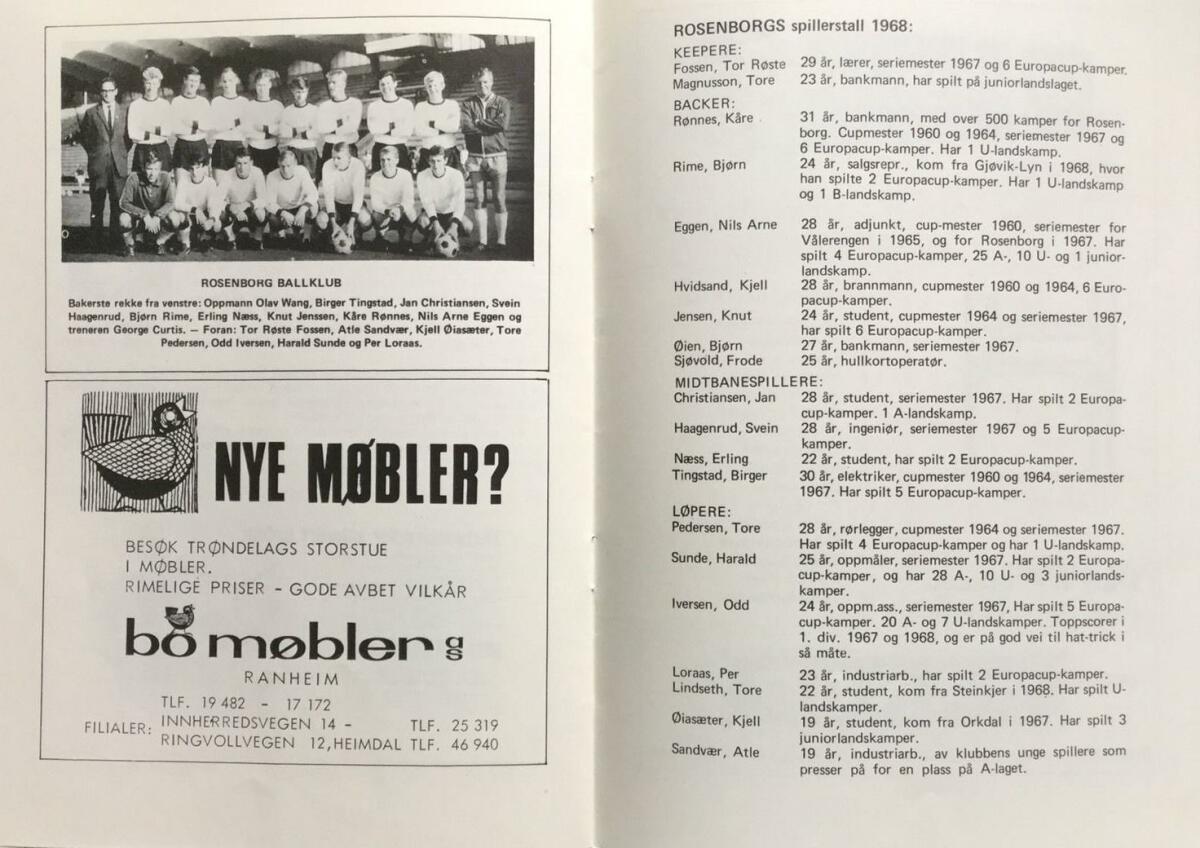 ROSENBORG BALLKLUB
Bakerste rekke fra venstre: Oppmann Olav Wang, Birger Tingstad, Jan Christiansen, Svein
Haagenrud, Bjørn Rime, Erling Næss, Knut Jenssen, Kåre Rønnes, Nils Arne Eggen og
treneren George Curtis. — Foran: Tor Røste Fossen, Atle Sandvær, Kjell Øiasæter, Tore
Pedersen, Odd Iversen, Harald Sunde og Per Loraas.
NYE MØBLER?
BESØK TRØNDELAGS STORSTUE
I MØBLER.
RIMELIGE PRISER – GODE AVBET VILKÅR
bo møbler as
RANHEIM
TLF. 19 482 - 17 172
FILIALER: INNHERREDSVEGEN 14 - TLF. 25 319
RINGVOLLVEGEN 12, HEIMDAL TLF. 46 940
ROSENBORGS spillerstall 1968:
KEEPERE:
Fossen, Tor Røste 29 år, lærer, seriemester 1967 og 6 Europacup-kamper.
Magnusson, Tore 23 år, bankmann, har spilt på juniorlandslaget.
BACKER:
Rønnes, Kåre 31 år, bankmann, med over 500 kamper for Rosen-
borg. Cupmester 1960 og 1964, seriemester 1967 og
6 Europacup-kamper. Har 1 U-landskamp.
Rime, Bjørn 24 år, salgsrepr., kom fra Gjøvik-Lyn i 1968, hvor
han spilte 2 Europacup-kamper. Har 1 U-landskamp
og 1 B-landskamp.
Eggen, Nils Arne 28 år, adjunkt, cup-mester 1960, seriemester for
Vålerengen i 1965, og for Rosenborg i 1967. Har
spilt 4 Europacup-kamper, 25 A-, 10 U- og 1 junior-
landskamp.
Hvidsand, Kjell 28 år, brannmann, cupmester 1960 og 1964, 6 Euro-
pacup-kamper.
Jensen, Knut 24 år, student, cupmester 1964 og seriemester 1967,
har spilt 6 Europacup-kamper.
Øien, Bjørn 27 år, bankmann, seriemester 1967.
Sjøvold, Frode 25 år, hullkortoperatør.
MIDTBANESPILLERE:
Christiansen, Jan 28 år, student, seriemester 1967. Har spilt 2 Europa-
cup-kamper. 1 A-landskamp.
Haagenrud, Svein 28 år, ingeniør, seriemester 1967 og 5 Europacup-
kamper.
Næss, Erling 22 år, student, har spilt 2 Europacup-kamper.
Tingstad, Birger 30 år, elektriker, cupmester 1960 og 1964, seriemester
1967. Har spilt 5 Europacup-kamper.
LØPERE:
Pedersen, Tore 28 år, rørlegger, cupmester 1964 og seriemester 1967.
Har spilt 4 Europacup-kamper og har 1 U-landskamp.
Sunde, Harald 25 år, oppmåler, seriemester 1967. Har spilt 2 Europa-
cup-kamper, og har 28 A-, 10 U- og 3 juniorlands-
kamper.
Iversen, Odd 24 år, oppm.ass., seriemester 1967, Har spilt 5 Europa-
cup-kamper. 20 A- og 7 U-landskamper. Toppscorer i
1. div. 1967 og 1968, og er på god vei til hat-trick i
så måte.
Loraas, Per 23 år, industriarb., har spilt 2 Europacup-kamper.
Lindseth, Tore 22 år, student, kom fra Steinkjer i 1968. Har spilt U-
landskamper.
Øiasæter, Kjell 19 år, student, kom fra Orkdal i 1967. Har spilt 3
juniorlandskamper.
Sandvær, Atle 19 år, industriarb., av klubbens unge spillere som
presser på for en plass på A-laget.